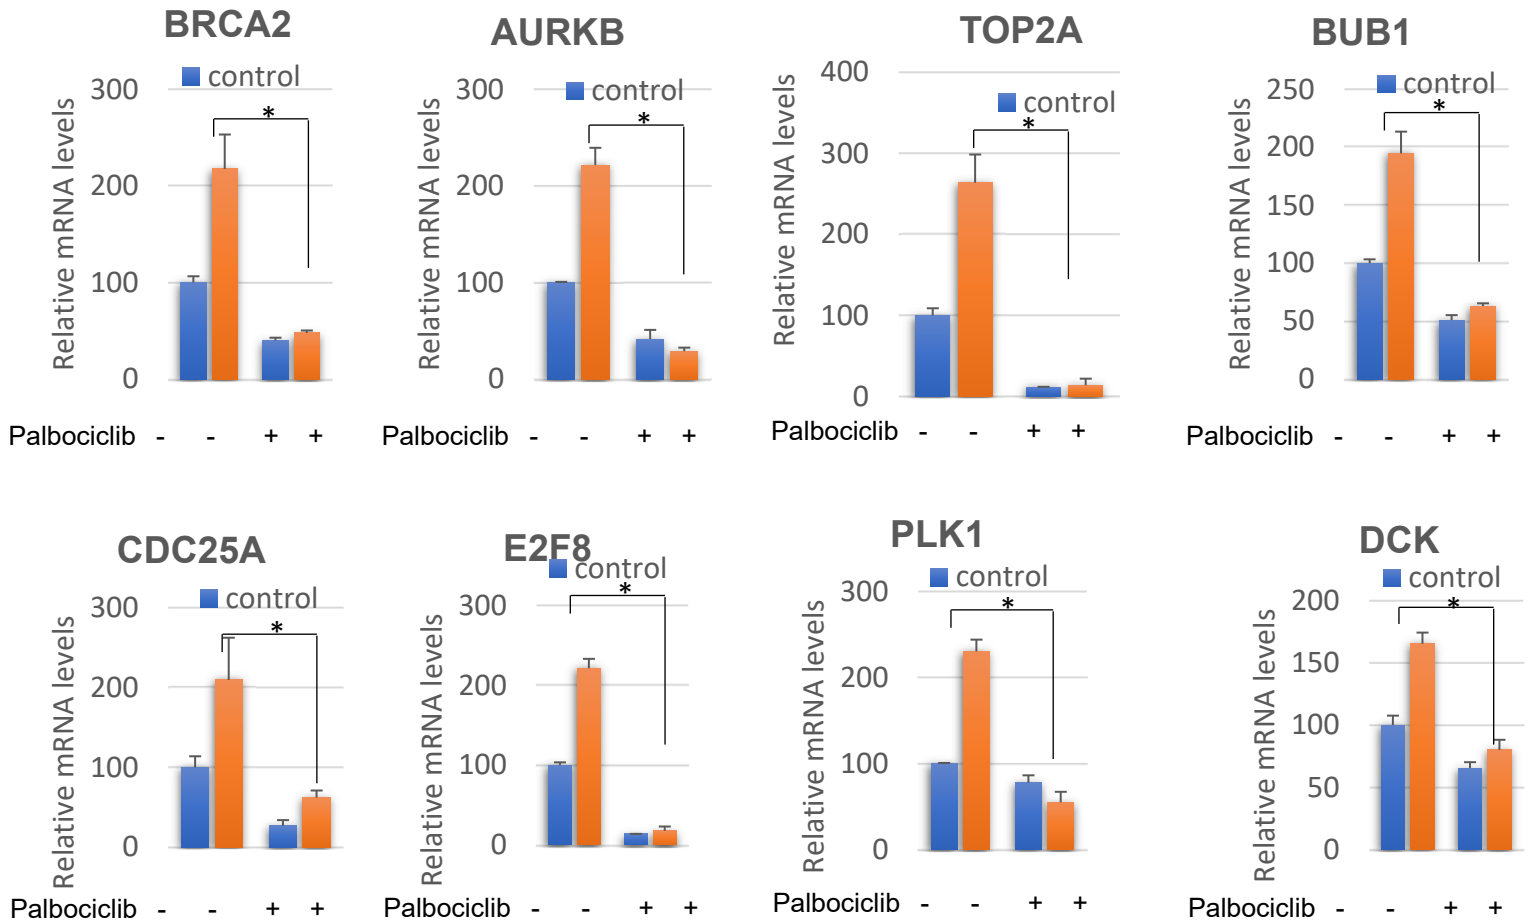 BRCA2
control
Relative mRNA levels
300
*
200
100
0
Palbociclib - - + +
AURKB
control
Relative mRNA levels
300
*
200
100
0
Palbociclib - - + +
TOP2A
control
Relative mRNA levels
400
*
300
200
100
0
Palbociclib - - + +
BUB1
control
Relative mRNA levels
250
*
200
150
100
50
0
Palbociclib - - + +
CDC25A
control
Relative mRNA levels
300
*
200
100
0
Palbociclib - - + +
E2F8
control
Relative mRNA levels
300
*
200
100
0
Palbociclib - - + +
PLK1
control
Relative mRNA levels
300
*
200
100
0
Palbociclib - - + +
DCK
control
Relative mRNA levels
200
*
150
100
50
0
Palbociclib - - + +